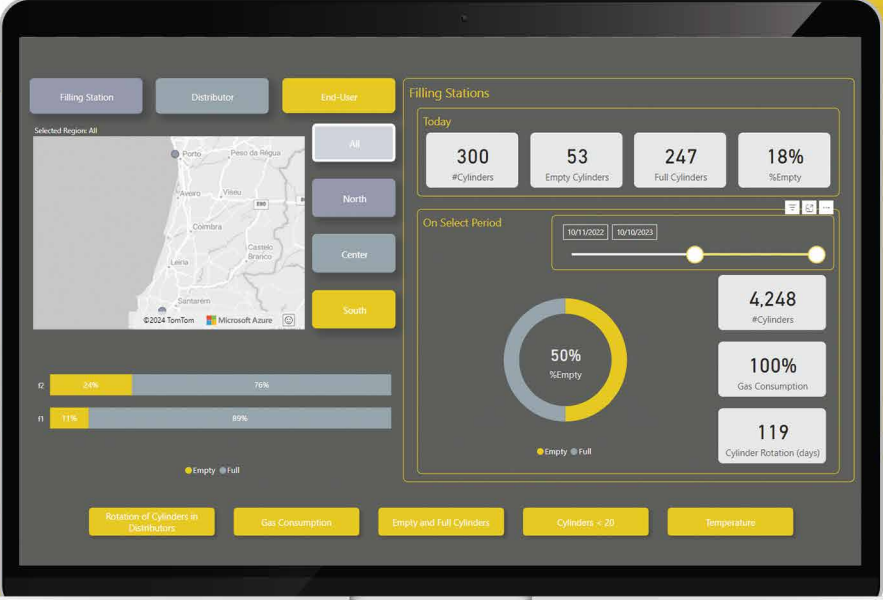 Filling Station
Distributor
End-User
Selected Region: All
Porto
Peso da Régua
Aveiro
Viseu
E80
Coimbra
Castelo
Branco
Leiria
Santarém
©2024 TomTom
Microsoft Azure
All
North
Center
South
f2
24%
76%
f1
11%
89%
Empty
Full
Filling Stations
Today
300
#Cylinders
53
Empty Cylinders
247
Full Cylinders
18%
%Empty
On Select Period
10/11/2022
10/10/2023
50%
%Empty
Empty
Full
4,248
#Cylinders
100%
Gas Consumption
119
Cylinder Rotation (days)
Rotation of Cylinders in
Distributors
Gas Consumption
Empty and Full Cylinders
Cylinders < 20
Temperature